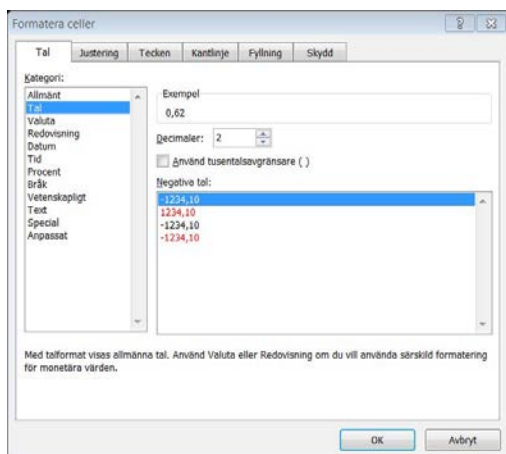 Formatera celler
Tal Justering Tecken Kantlinje Fyllning Skydd
Kategori:
Allmänt
Tal
Valuta
Redovisning
Datum
Tid
Procent
Bråk
Vetenskapligt
Text
Special
Anpassat
Exempel
0,62
Decimaler: 2
Använd tusentalsavgränsare ( )
Negativa tal:
-1234,10
1234,10
-1234,10
-1234,10
Med talformat visas allmänna tal. Använd Valuta eller Redovisning om du vill använda särskild formatering
för monetära värden.
OK Avbryt